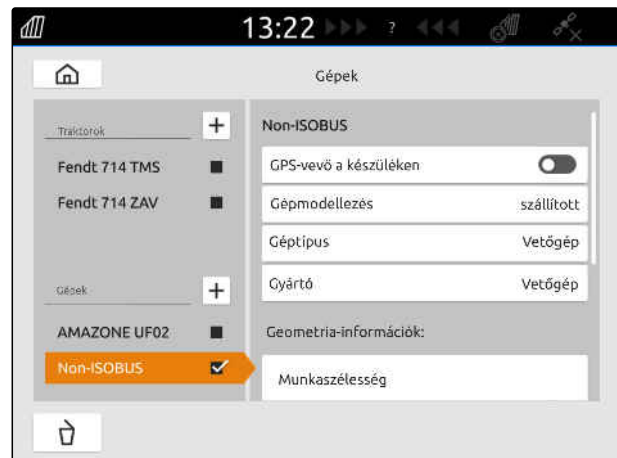 13:22 ?
Gépek
Traktorok
Fendt 714 TMS
Fendt 714 ZAV
Gépek
AMAZONE UF02
Non-ISOBUS
Non-ISOBUS
GPS-vevő a készüléken
Gépmodellezés szállított
Géptípus Vetőgép
Gyártó Vetőgép
Geometria-információk:
Munkaszélesség